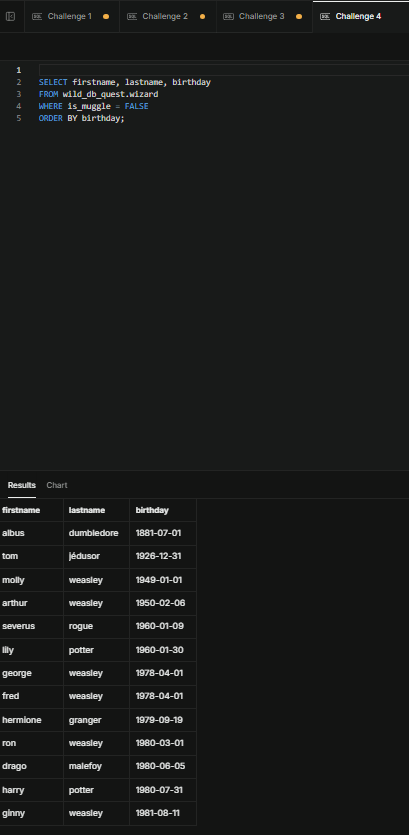 Challenge 1 Challenge 2 Challenge 3 Challenge 4
1
2 SELECT firstname, lastname, birthday
3 FROM wild_db_quest.wizard
4 WHERE is_muggle = FALSE
5 ORDER BY birthday;
Results Chart
firstname lastname birthday
albus dumbledore 1881-07-01
tom jédusor 1926-12-31
molly weasley 1949-01-01
arthur weasley 1950-02-06
severus rogue 1960-01-09
lily potter 1960-01-30
george weasley 1978-04-01
fred weasley 1978-04-01
hermione granger 1979-09-19
ron weasley 1980-03-01
drago malefoy 1980-06-05
harry potter 1980-07-31
ginny weasley 1981-08-11